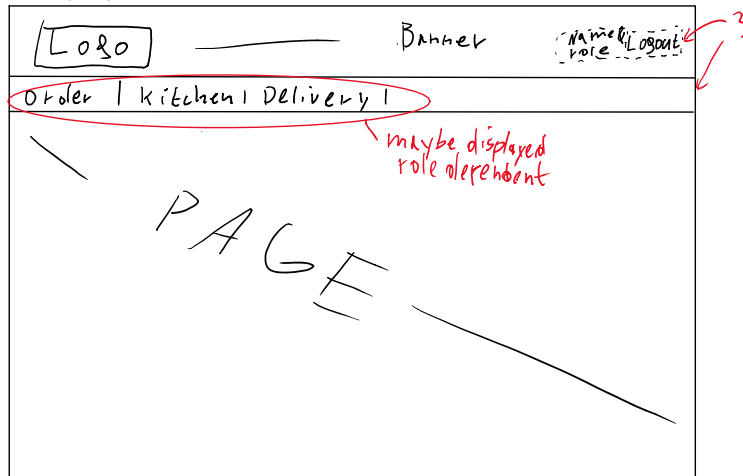 Logo
Banner
Name &
role
Logout
?
Order | Kitchen | Delivery |
maybe displayed
role dependent
PAGE